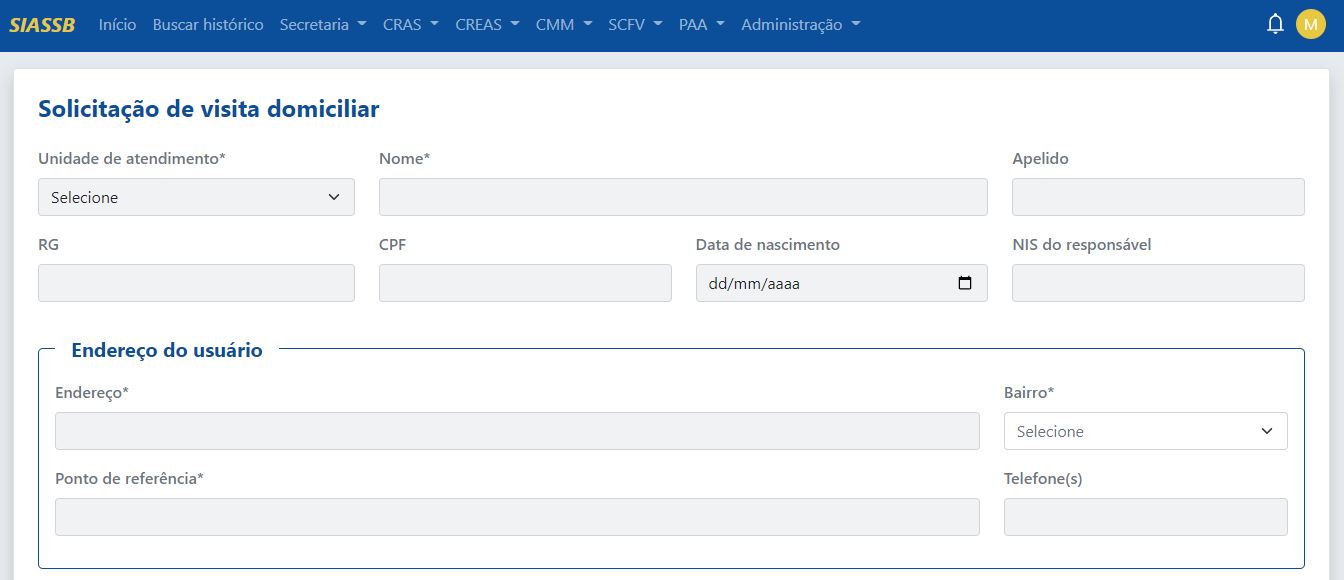 SIASSB Início Buscar histórico Secretaria CRAS CREAS CMM SCFV PAA Administração M
Solicitação de visita domiciliar
Unidade de atendimento* Nome* Apelido
Selecione
RG CPF Data de nascimento NIS do responsável
dd/mm/aaaa
Endereço do usuário
Endereço* Bairro*
Selecione
Ponto de referência* Telefone(s)